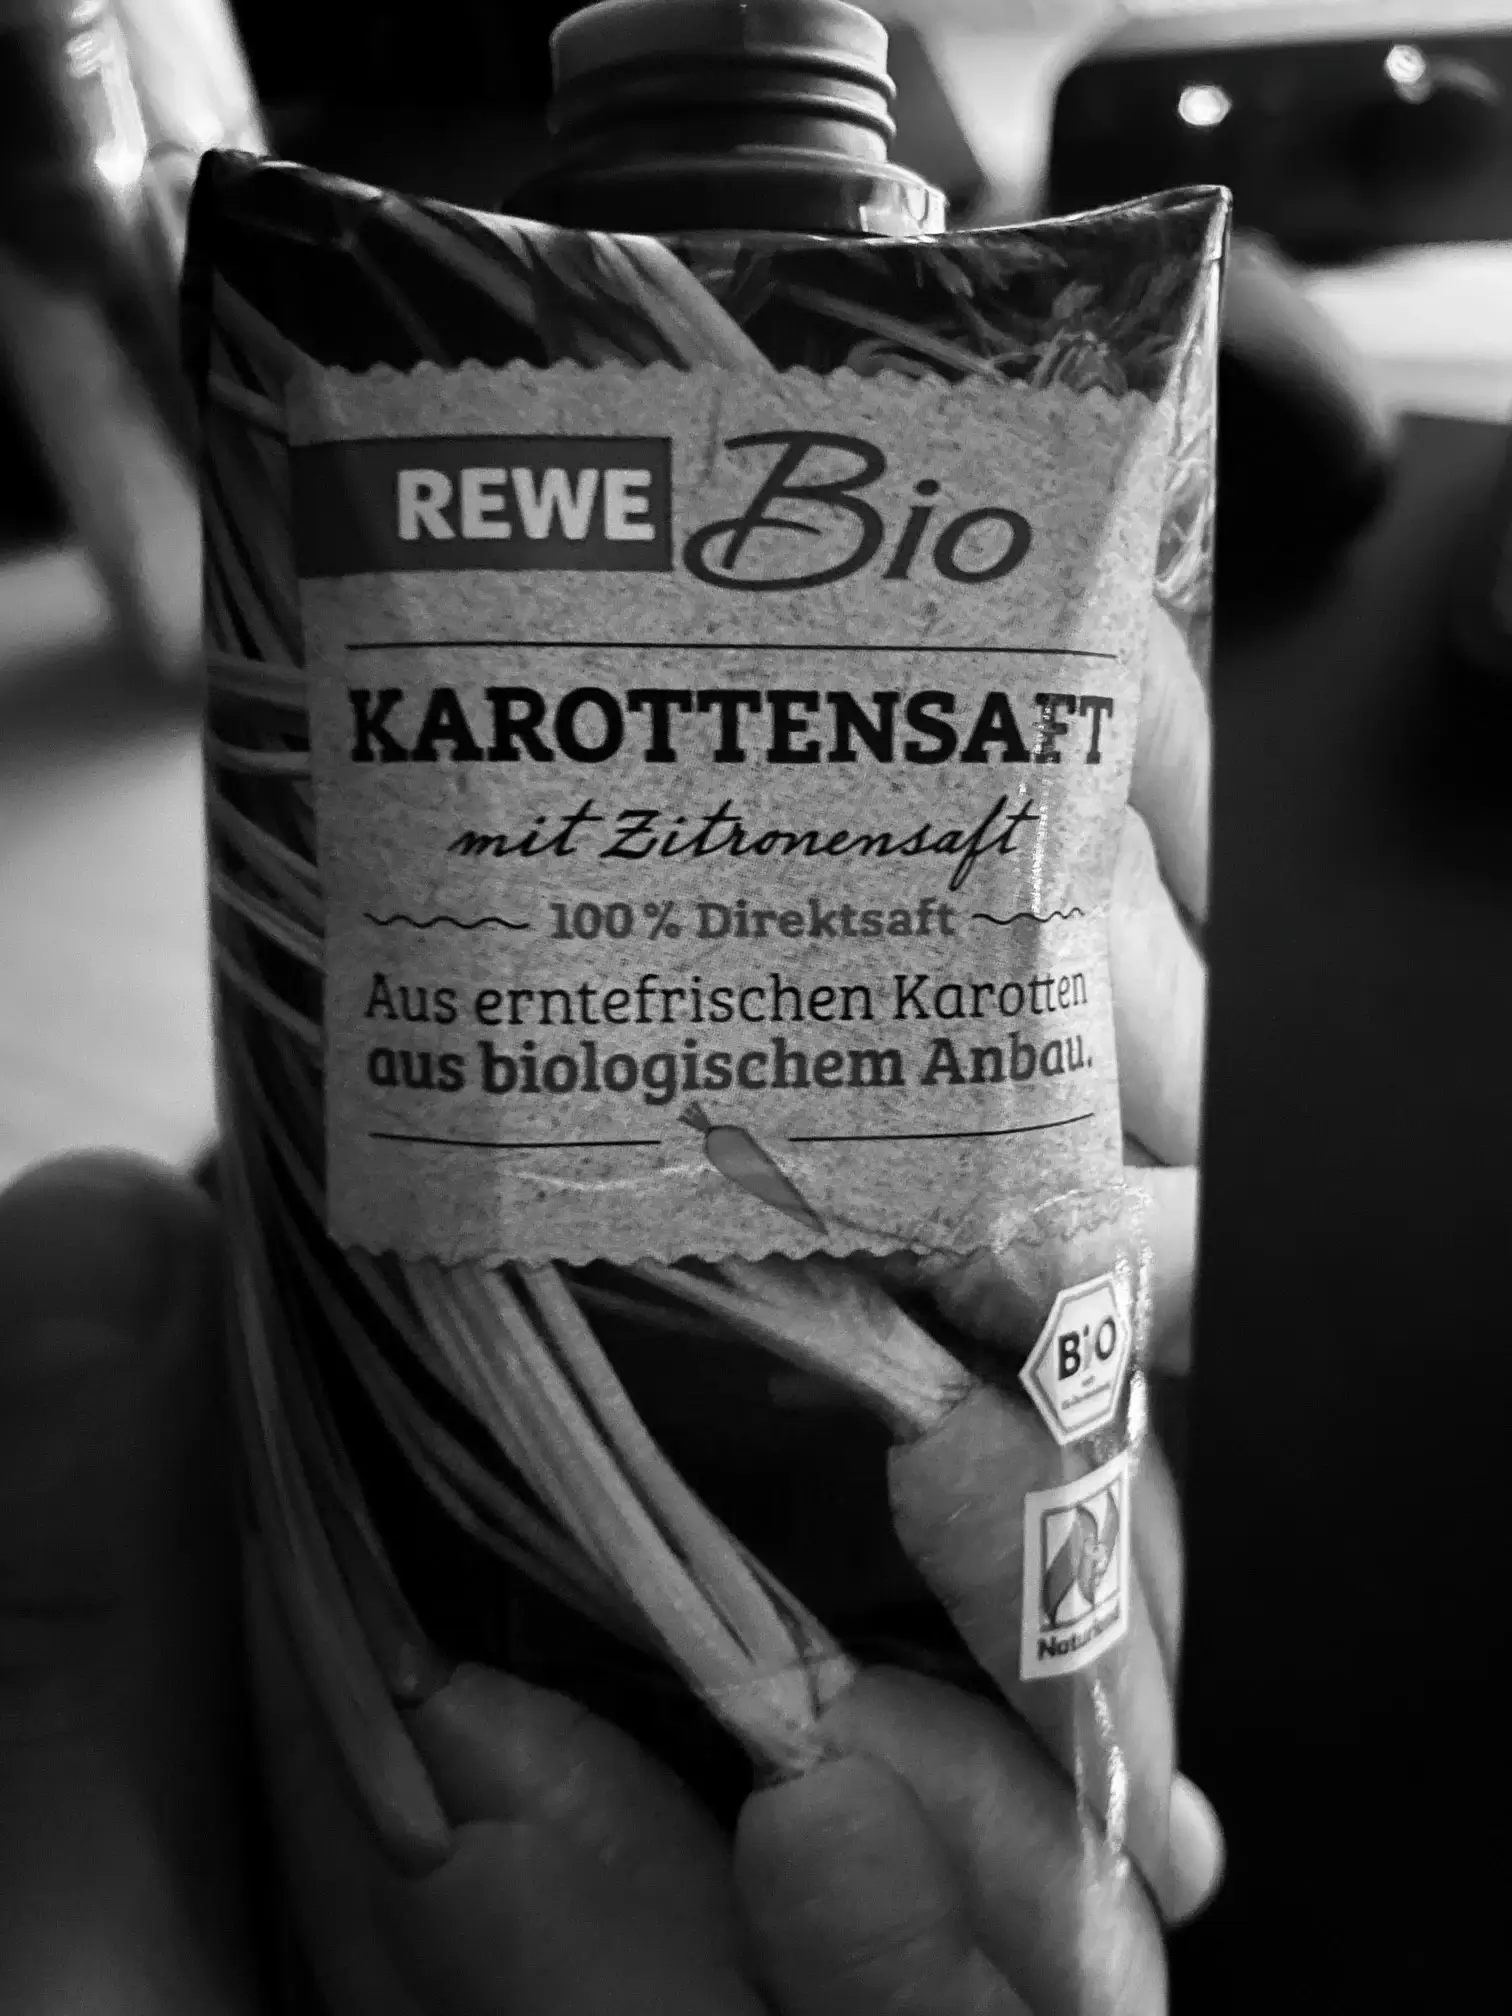 REWE Bio
KAROTTENSAFT
mit Zitronensaft
100% Direktsaft
Aus erntefrischen Karotten
aus biologischem Anbau.
BiO
Naturland